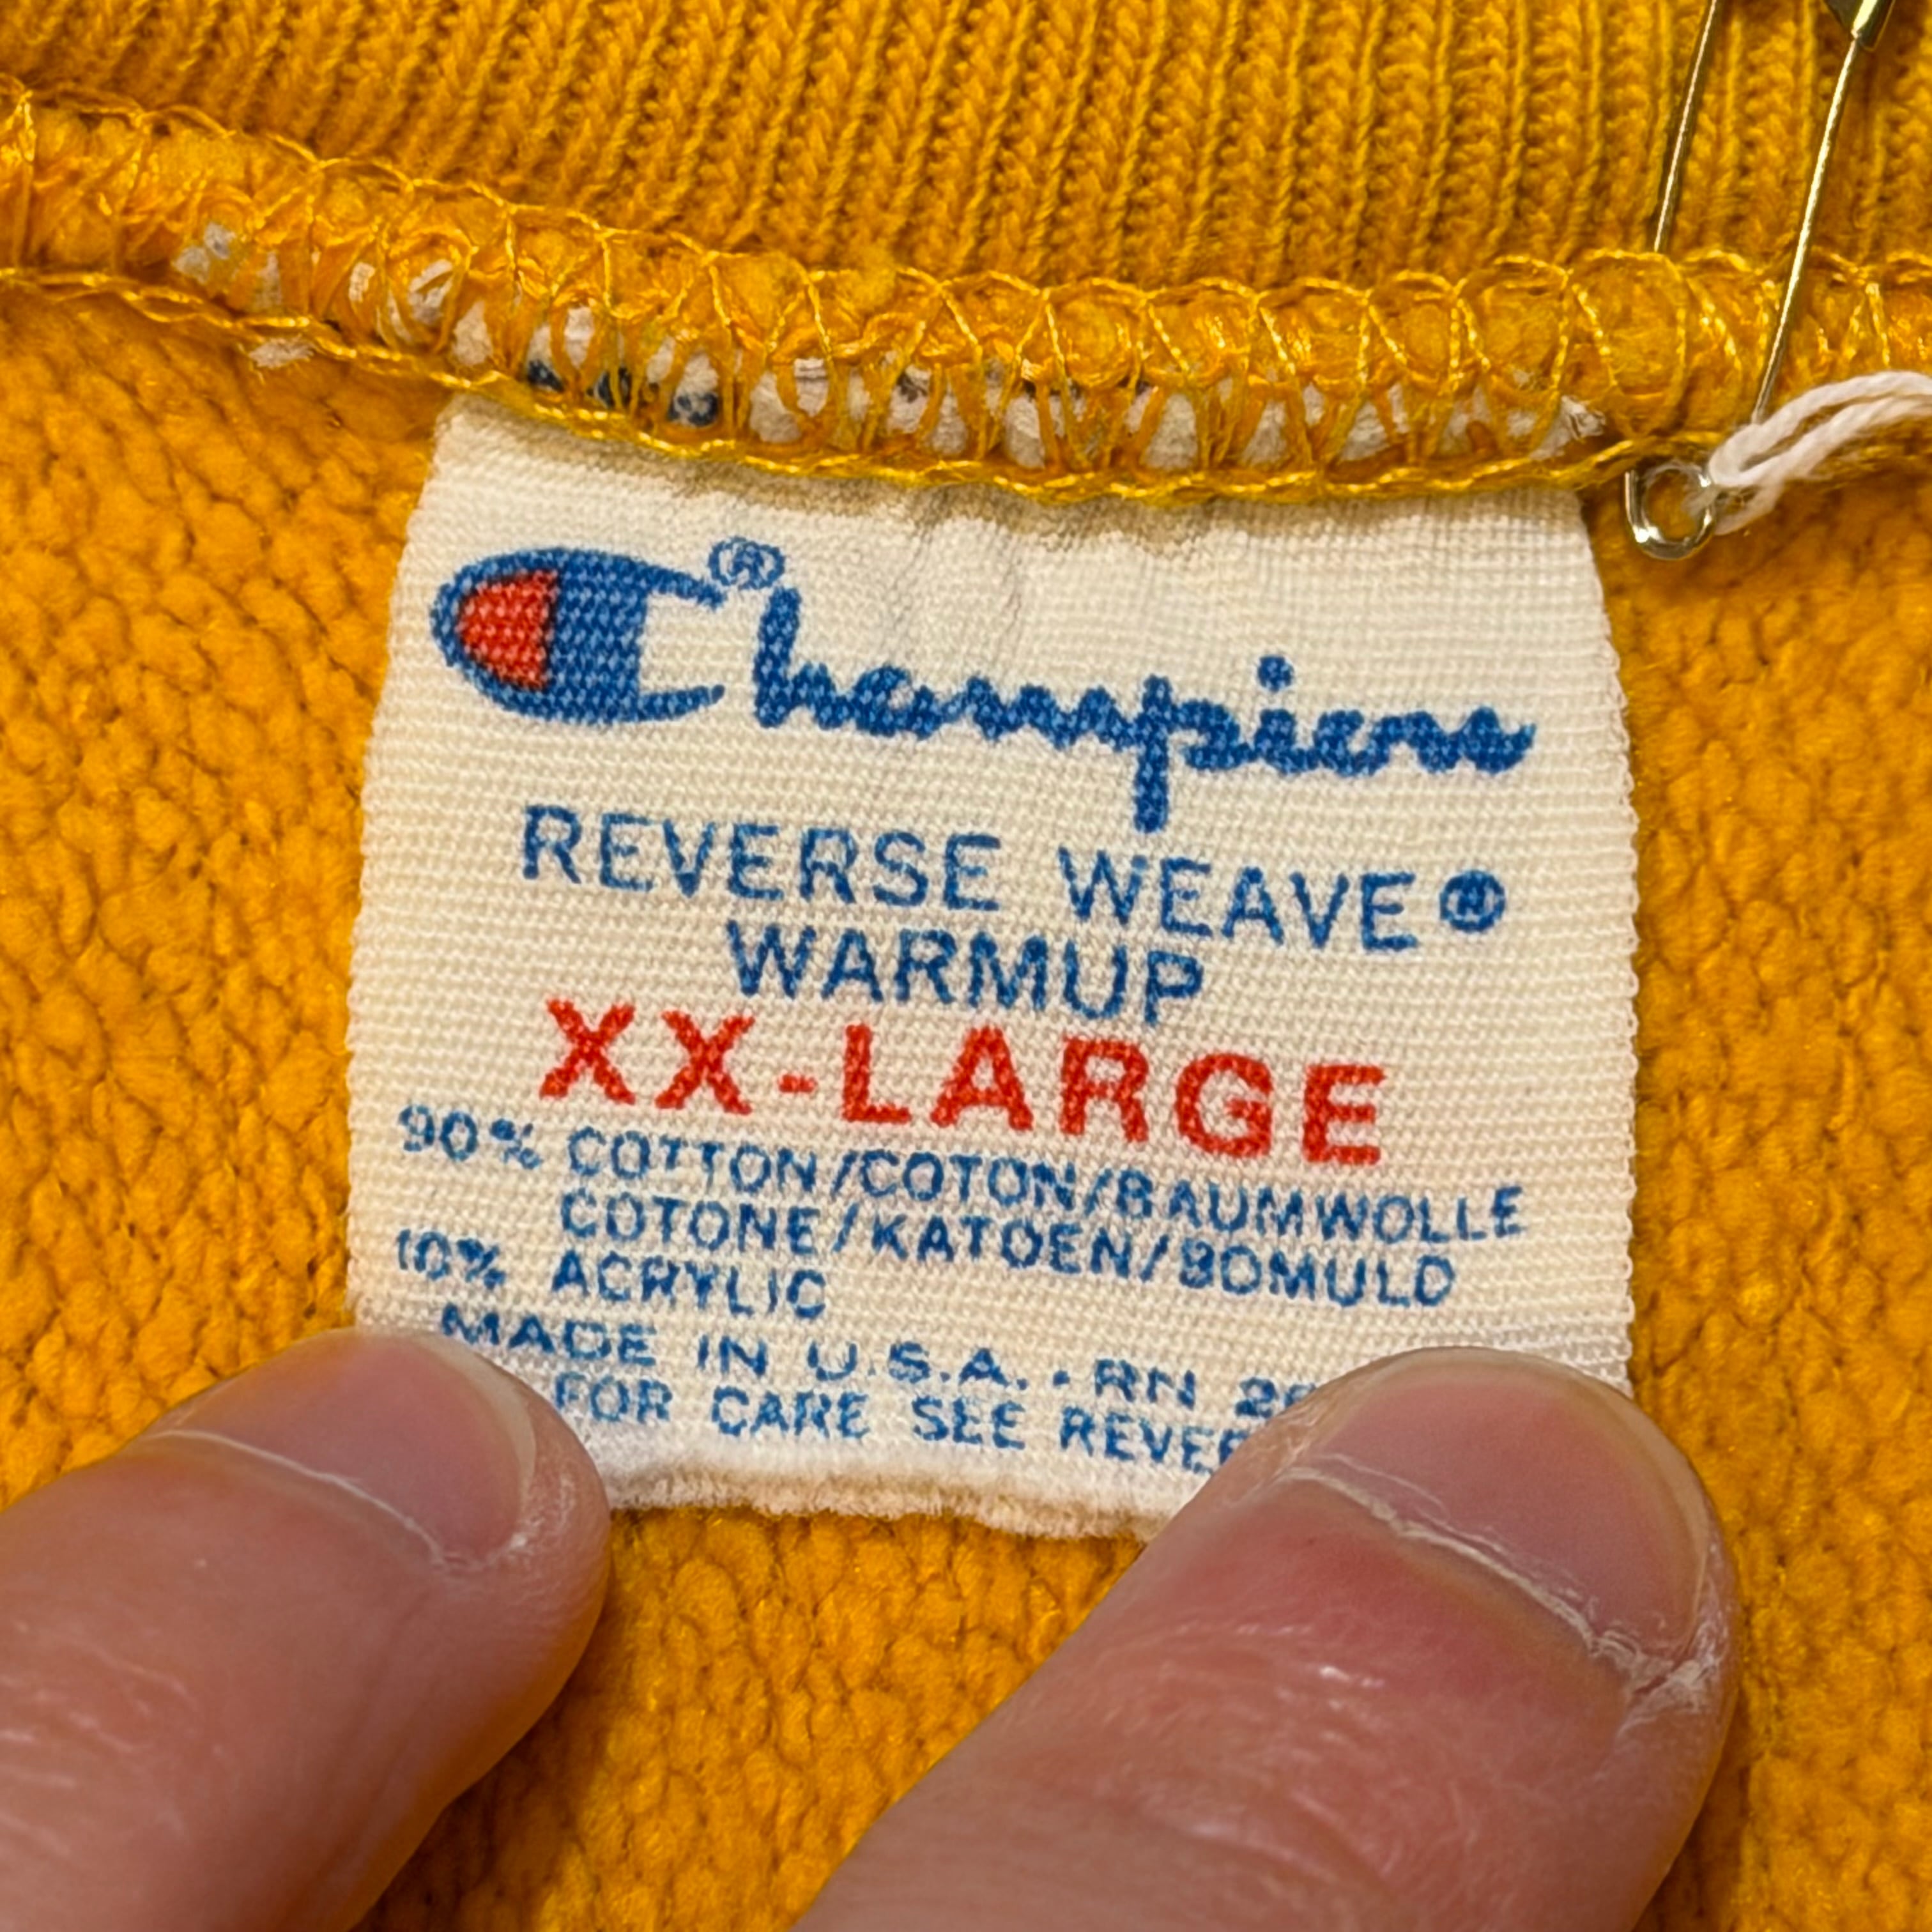 Champion®
REVERSE WEAVE®
WARMUP
XX-LARGE
90% COTTON/COTON/BAUMWOLLE
COTONE/KATOEN/BOMULD
10% ACRYLIC
MADE IN U.S.A. • RN
FOR CARE SEE